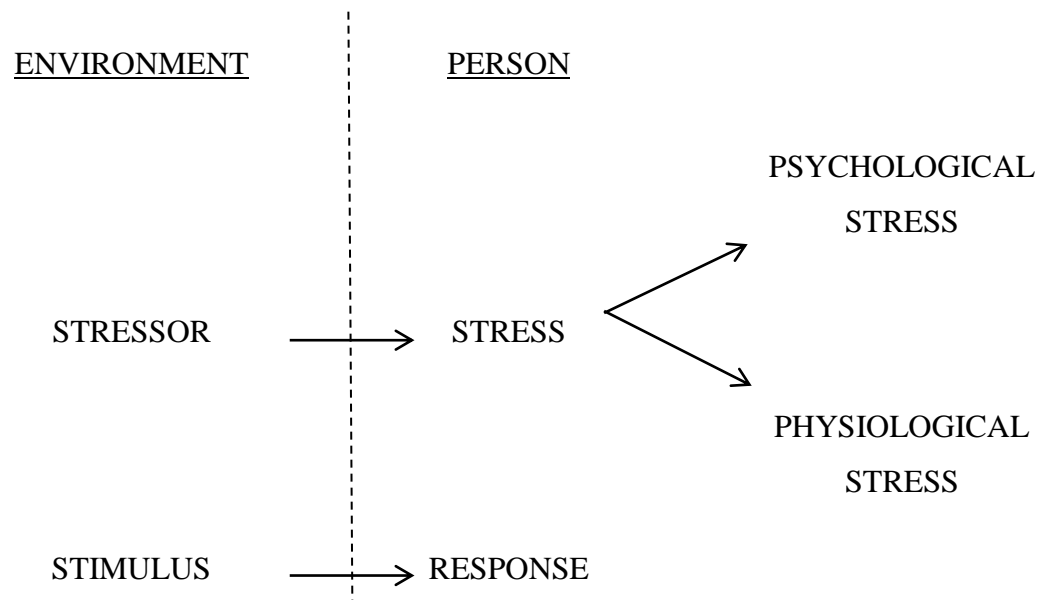 ENVIRONMENT
PERSON
PSYCHOLOGICAL
STRESS
STRESSOR
STRESS
PHYSIOLOGICAL
STRESS
STIMULUS
RESPONSE